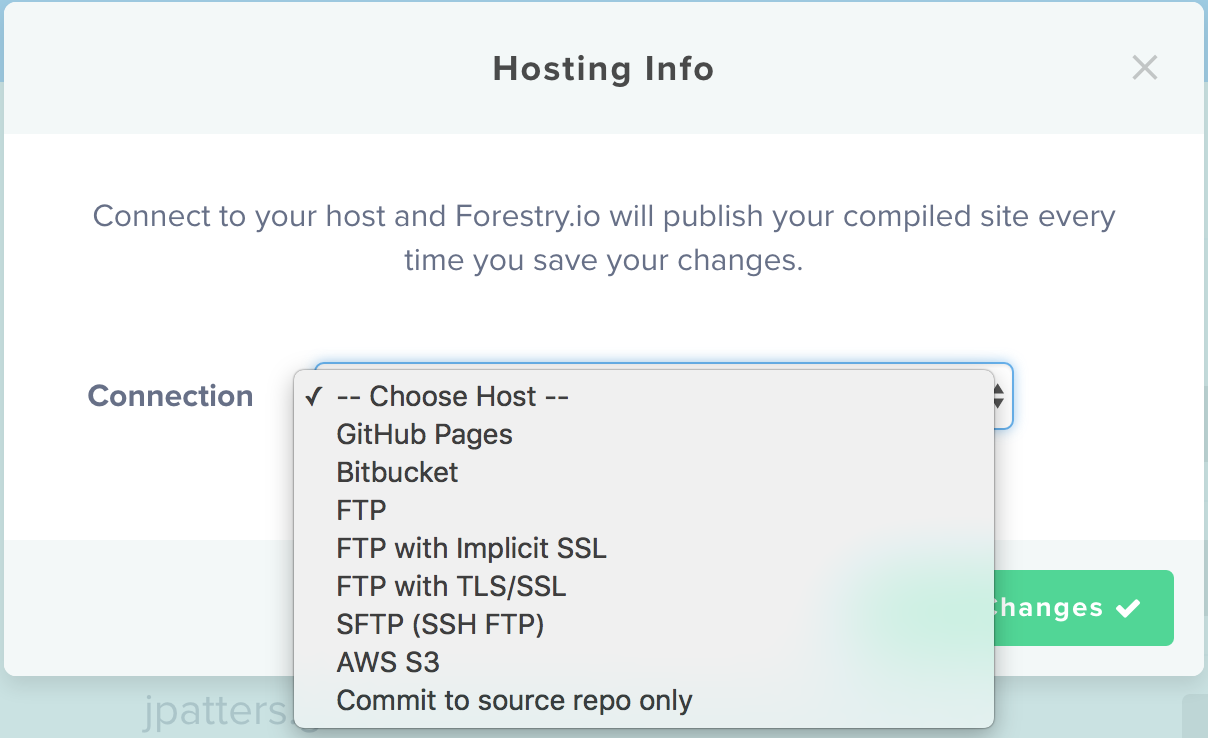 Hosting Info
Connect to your host and Forestry.io will publish your compiled site every
time you save your changes.
Connection
✓ -- Choose Host --
GitHub Pages
Bitbucket
FTP
FTP with Implicit SSL
FTP with TLS/SSL
SFTP (SSH FTP)
AWS S3
Commit to source repo only
Changes ✔
jpatters.g